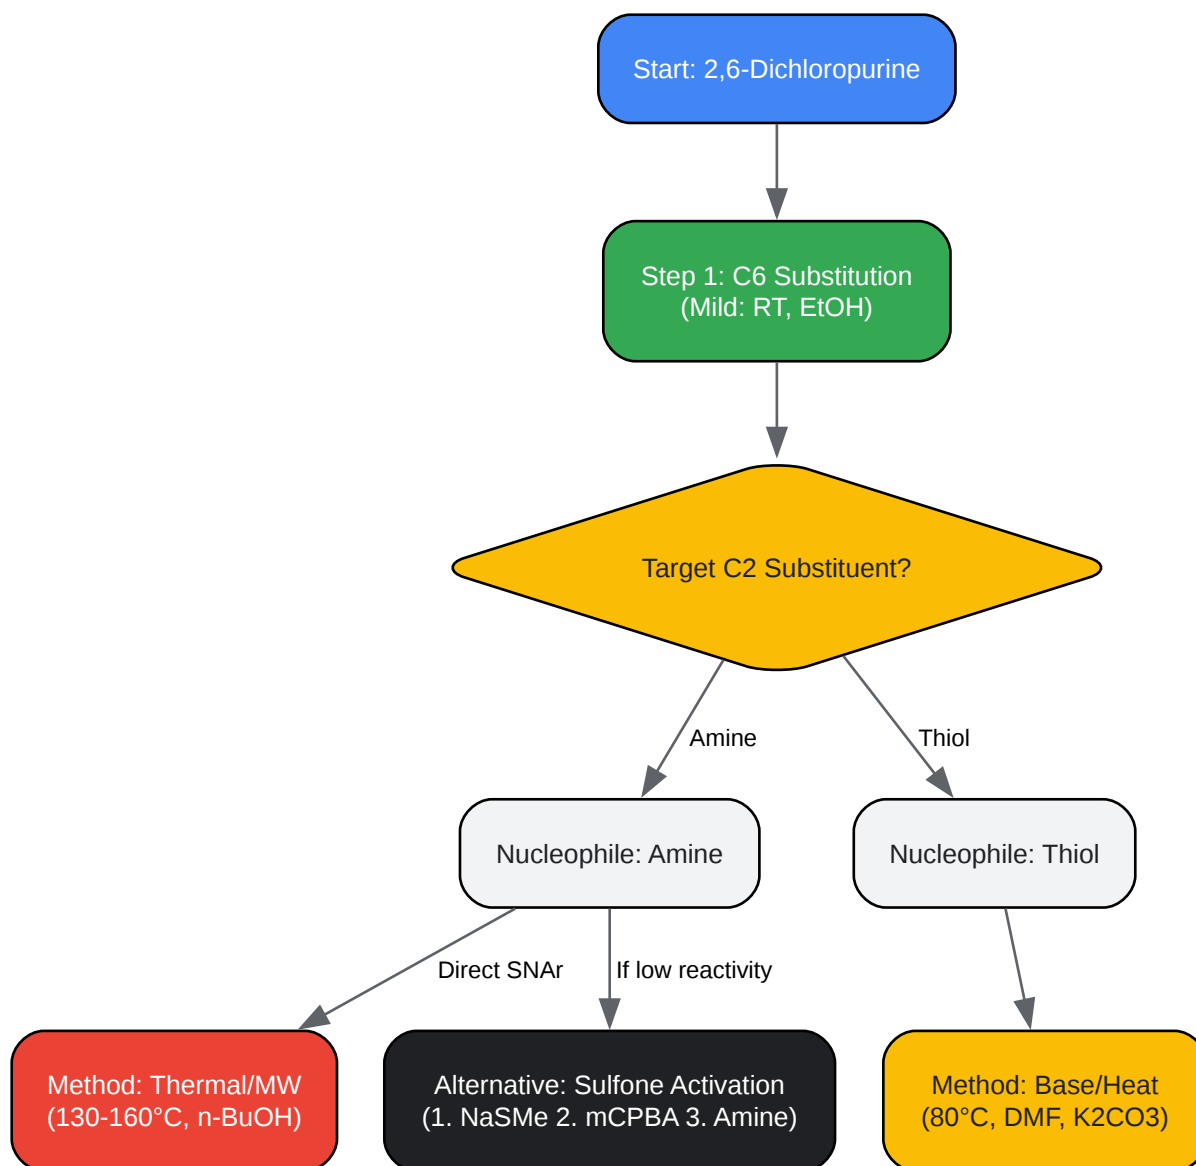 Start: 2,6-Dichloropurine
Step 1: C6 Substitution
(Mild: RT, EtOH)
Target C2 Substituent?
Amine
Thiol
Nucleophile: Amine
Nucleophile: Thiol
Direct SNAr
If low reactivity
Method: Thermal/MW
(130-160°C, n-BuOH)
Alternative: Sulfone Activation
(1. NaSMe 2. mCPBA 3. Amine)
Method: Base/Heat
(80°C, DMF, K2CO3)